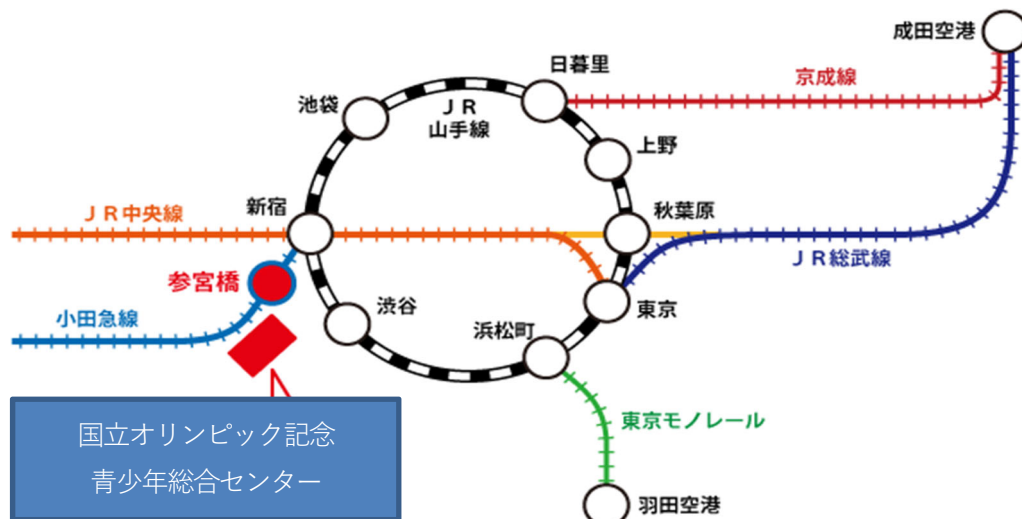 成田空港
日暮里
京成線
池袋
ＪＲ
山手線
上野
新宿
秋葉原
ＪＲ中央線
ＪＲ総武線
参宮橋
渋谷
東京
小田急線
浜松町
東京モノレール
国立オリンピック記念
青少年総合センター
羽田空港